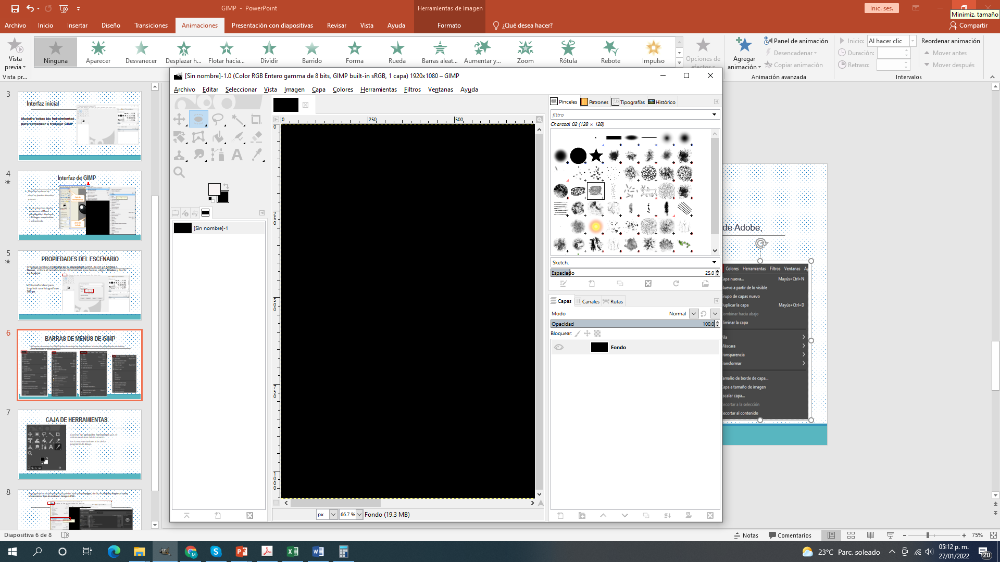 GIMP - PowerPoint
Herramientas de imagen
Inic. ses.
Minimiz. tamaño
Archivo Inicio Insertar Diseño Transiciones Animaciones Presentación con diapositivas Revisar Vista Ayuda Formato ¿Qué desea hacer? Compartir
Vista previa
Ninguna Aparecer Desvanecer Desplazar h... Flotar hacia... Dividir Barrido Forma Rueda Barras aleat... Aumentar y... Zoom Rótula Rebote Impulso
Opciones de efectos
Agregar animación
Panel de animación
Desencadenar
Copiar animación
Inicio: Al hacer clic
Duración:
Retraso:
Reordenar animación
Mover antes
Mover después
Vista pr...
Animación avanzada
Intervalos
3
Interfaz inicial
Muestra todas las herramientas
para comenzar a trabajar GIMP
4
Interfaz de GIMP
5
PROPIEDADES DEL ESCENARIO
6
BARRAS DE MENÚS DE GIMP
7
CAJA DE HERRAMIENTAS
8
[Sin nombre]-1.0 (Color RGB Entero gamma de 8 bits, GIMP built-in sRGB, 1 capa) 1920x1080 – GIMP
Archivo Editar Seleccionar Vista Imagen Capa Colores Herramientas Filtros Ventanas Ayuda
[Sin nombre]-1
0 250 500
0
250
500
750
1000
px 66.7 % Fondo (19.3 MB)
Pinceles Patrones Tipografías Histórico
filtro
Charcoal 02 (128 × 128)
Sketch,
Espaciado 25.0
Capas Canales Rutas
Modo Normal
Opacidad 100.0
Bloquear:
Fondo
de Adobe,
Colores Herramientas Filtros Ventanas Ay
apa nueva... Mayús+Ctrl+N
Nuevo a partir de lo visible
rupo de capas nuevo
uplicar la capa Mayús+Ctrl+D
ombinar hacia abajo
liminar la capa
ila
Máscara
ransparencia
ransformar
amaño de borde de capa...
apa a tamaño de imagen
scalar capa...
ecortar a la selección
ecortar al contenido
Diapositiva 6 de 8
Notas Comentarios 75%
23°C Parc. soleado
05:12 p. m.
27/01/2022
20